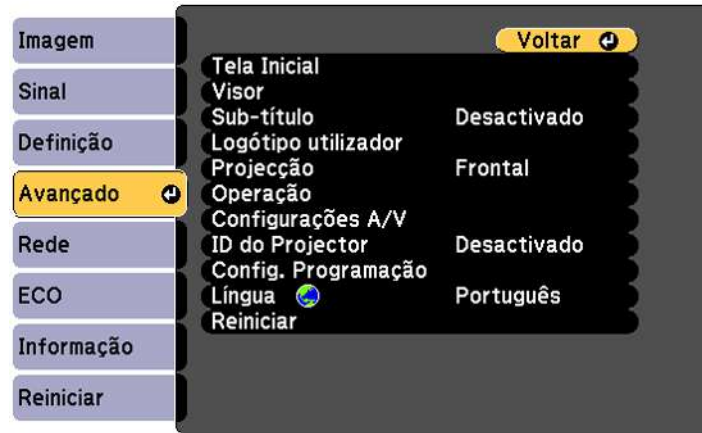 Imagem
Sinal
Definição
Avançado
Rede
ECO
Informação
Reiniciar
Voltar
Tela Inicial
Visor
Sub-título Desactivado
Logótipo utilizador
Projecção Frontal
Operação
Configurações A/V
ID do Projector Desactivado
Config. Programação
Língua Português
Reiniciar